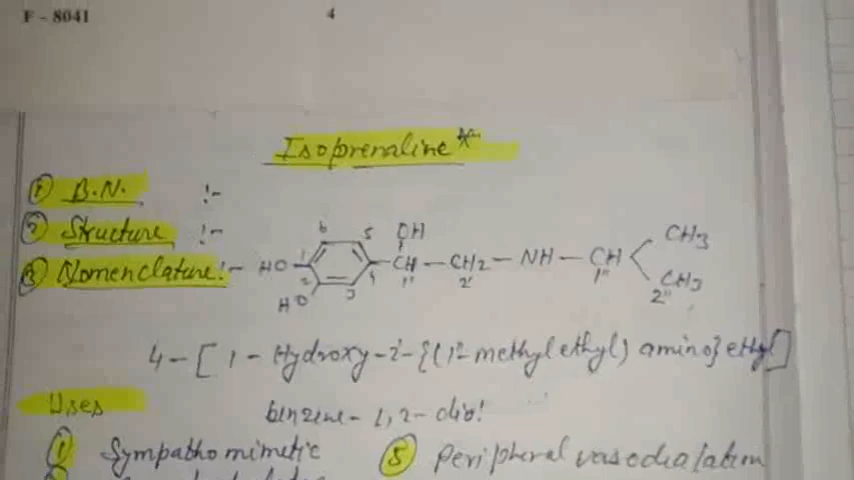 F - 8041 4
Isoprenaline
① B.N. :-
② Structure :-
③ Nomenclature :-
OH
HO CH - CH2 - NH - CH CH3
HO CH3
6 5 1 2 3 4 1' 2' 1" 2"
4 - [ 1 - Hydroxy - 2 - {(1"- methyl ethyl) amino} ethyl]
benzene - 1, 2 - diol
Uses
① Sympathomimetic
⑤ Peripheral vasodialation